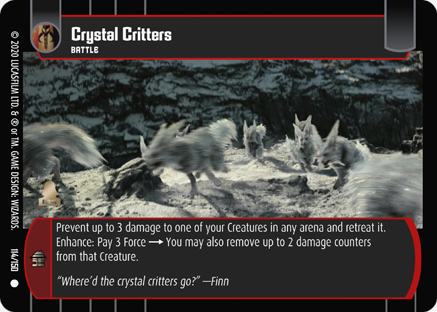 Crystal Critters
BATTLE
© 2020 LUCASFILM LTD. & ® or TM. GAME DESIGN: WIZARDS.
114/150
Prevent up to 3 damage to one of your Creatures in any arena and retreat it.
Enhance: Pay 3 Force → You may also remove up to 2 damage counters
from that Creature.
“Where’d the crystal critters go?” —Finn